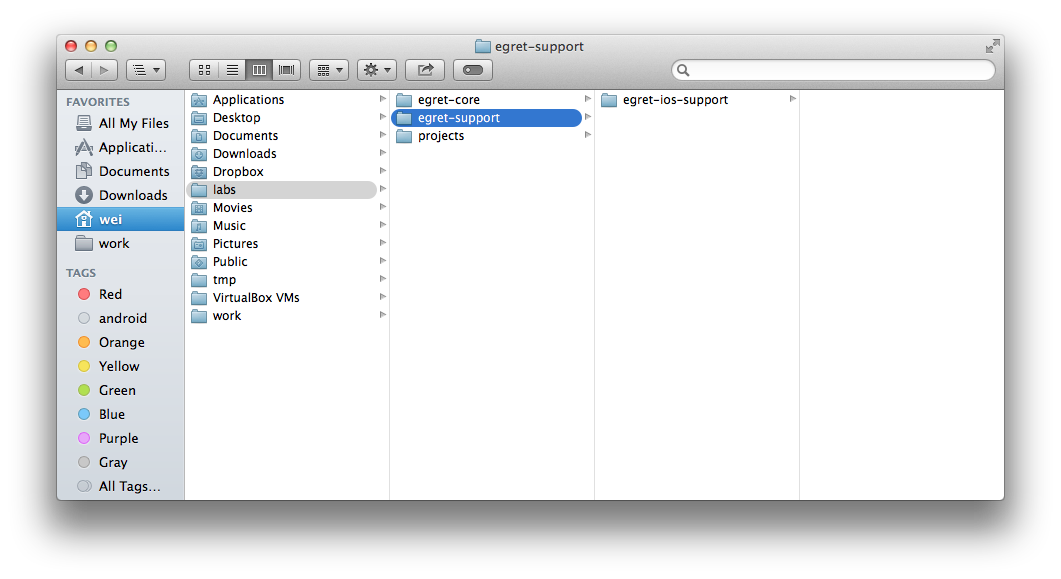 egret-support
FAVORITES
All My Files
Applicati...
Documents
Downloads
wei
work
TAGS
Red
android
Orange
Yellow
Green
Blue
Purple
Gray
All Tags...
Applications
Desktop
Documents
Downloads
Dropbox
labs
Movies
Music
Pictures
Public
tmp
VirtualBox VMs
work
egret-core
egret-support
projects
egret-ios-support